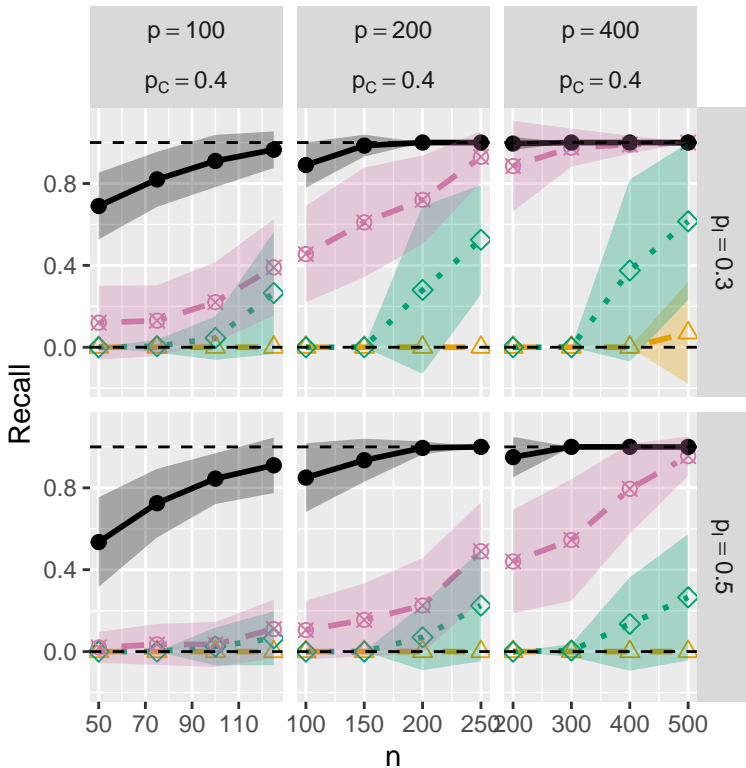 p = 100
p = 200
p = 400
p_C = 0.4
p_C = 0.4
p_C = 0.4
Recall
0.8
0.4
0.0
p_I = 0.3
0.8
0.4
0.0
p_I = 0.5
50 70 90 110
100 150 200 250
200 300 400 500
n